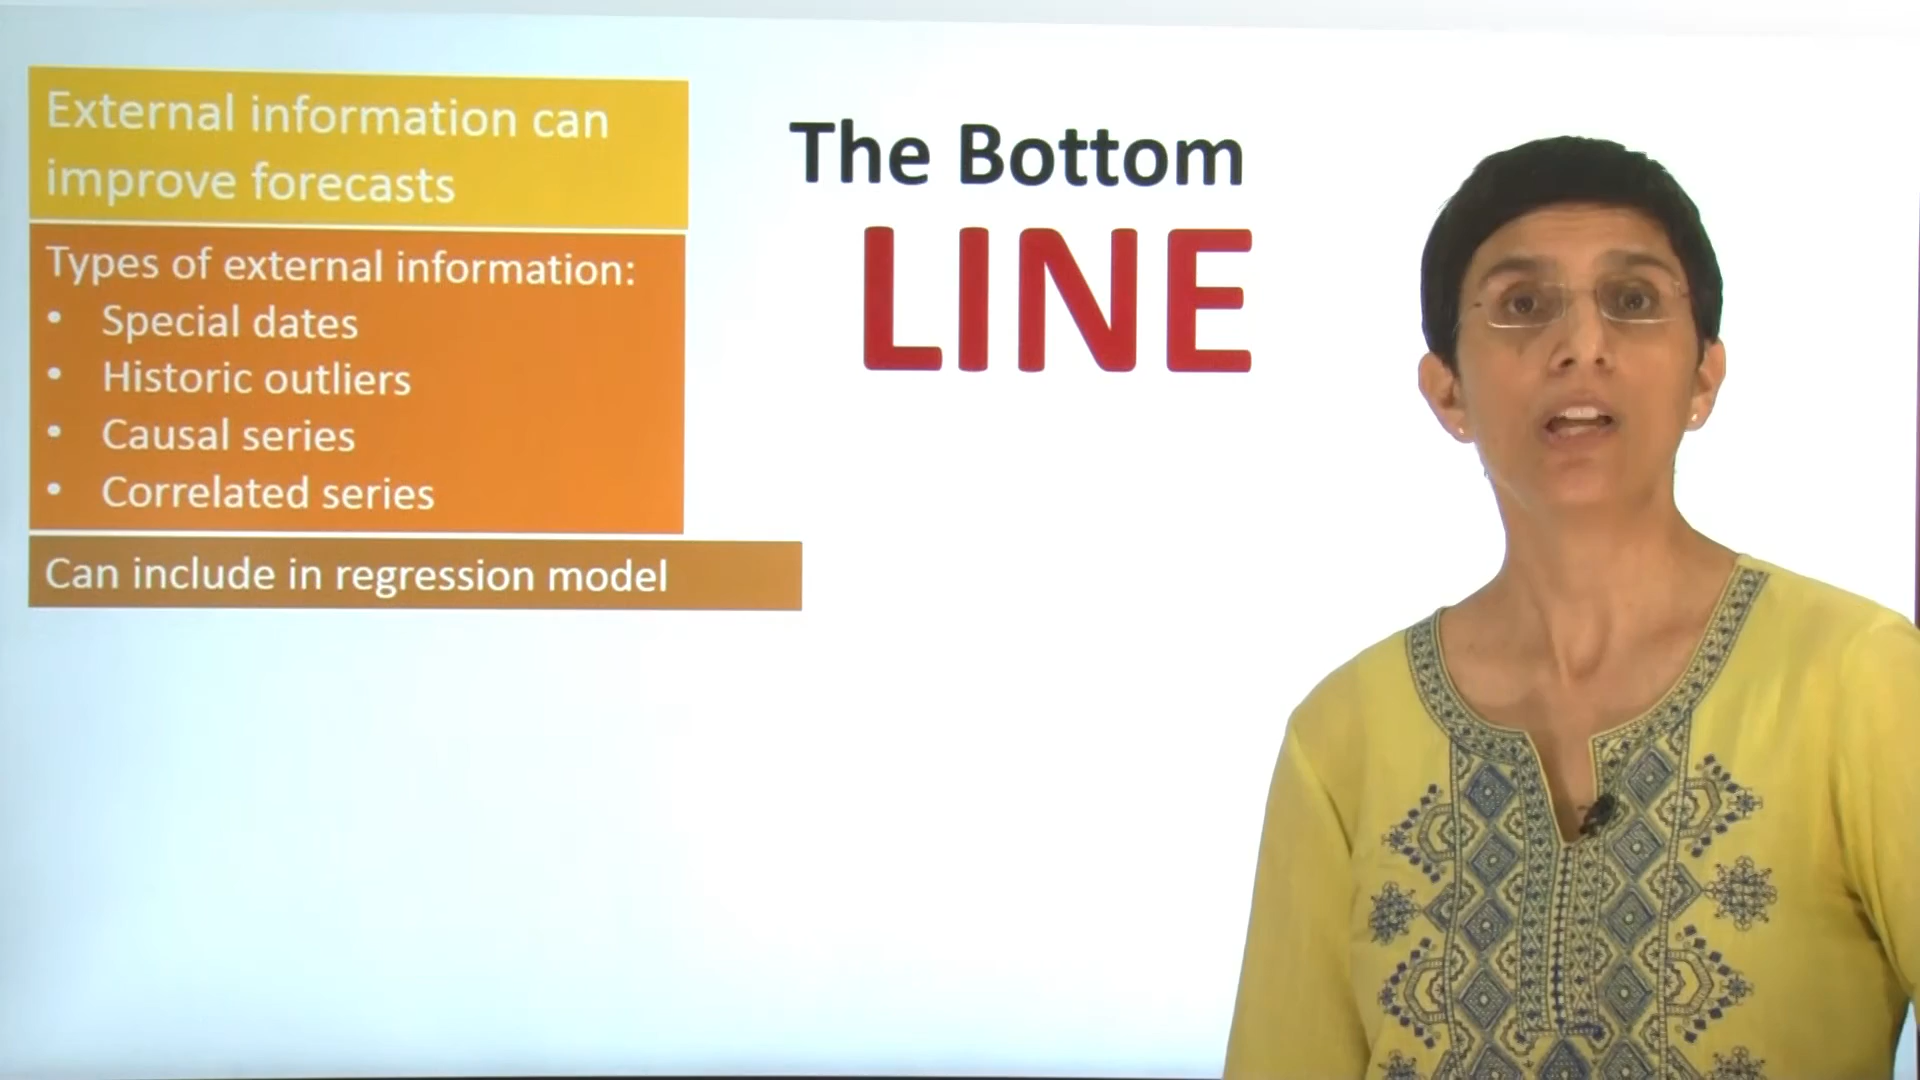 External information can
improve forecasts
Types of external information:
• Special dates
• Historic outliers
• Causal series
• Correlated series
Can include in regression model
The Bottom
LINE